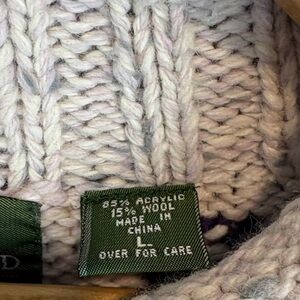 85% ACRYLIC
15% WOOL
MADE IN
CHINA
L
OVER FOR CARE
D